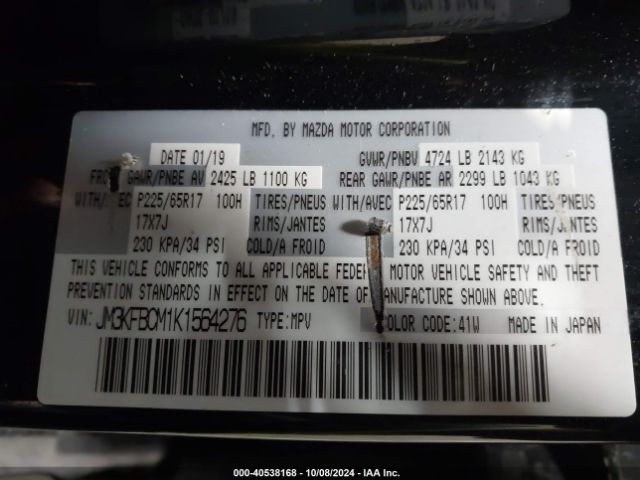 MFD. BY MAZDA MOTOR CORPORATION
DATE 01/19 GVWR/PNBV 4724 LB 2143 KG
GAWR/PNBE AV 2425 LB 1100 KG REAR GAWR/PNBE AR 2299 LB 1043 KG
P225/65R17 100H TIRES/PNEUS WITH/AVEC P225/65R17 100H TIRES/PNEUS
17X7J RIMS/JANTES 17X7J RIMS/JANTES
230 KPA/34 PSI COLD/A FROID 230 KPA/34 PSI COLD/A FROID
THIS VEHICLE CONFORMS TO ALL APPLICABLE MOTOR VEHICLE SAFETY AND THEFT
PREVENTION STANDARDS IN EFFECT ON THE DATE OF MANUFACTURE SHOWN ABOVE.
VIN: JM3KFBCM1K1564276 TYPE:MPV COLOR CODE:41W MADE IN JAPAN
000-40538168 - 10/08/2024 - IAA Inc.